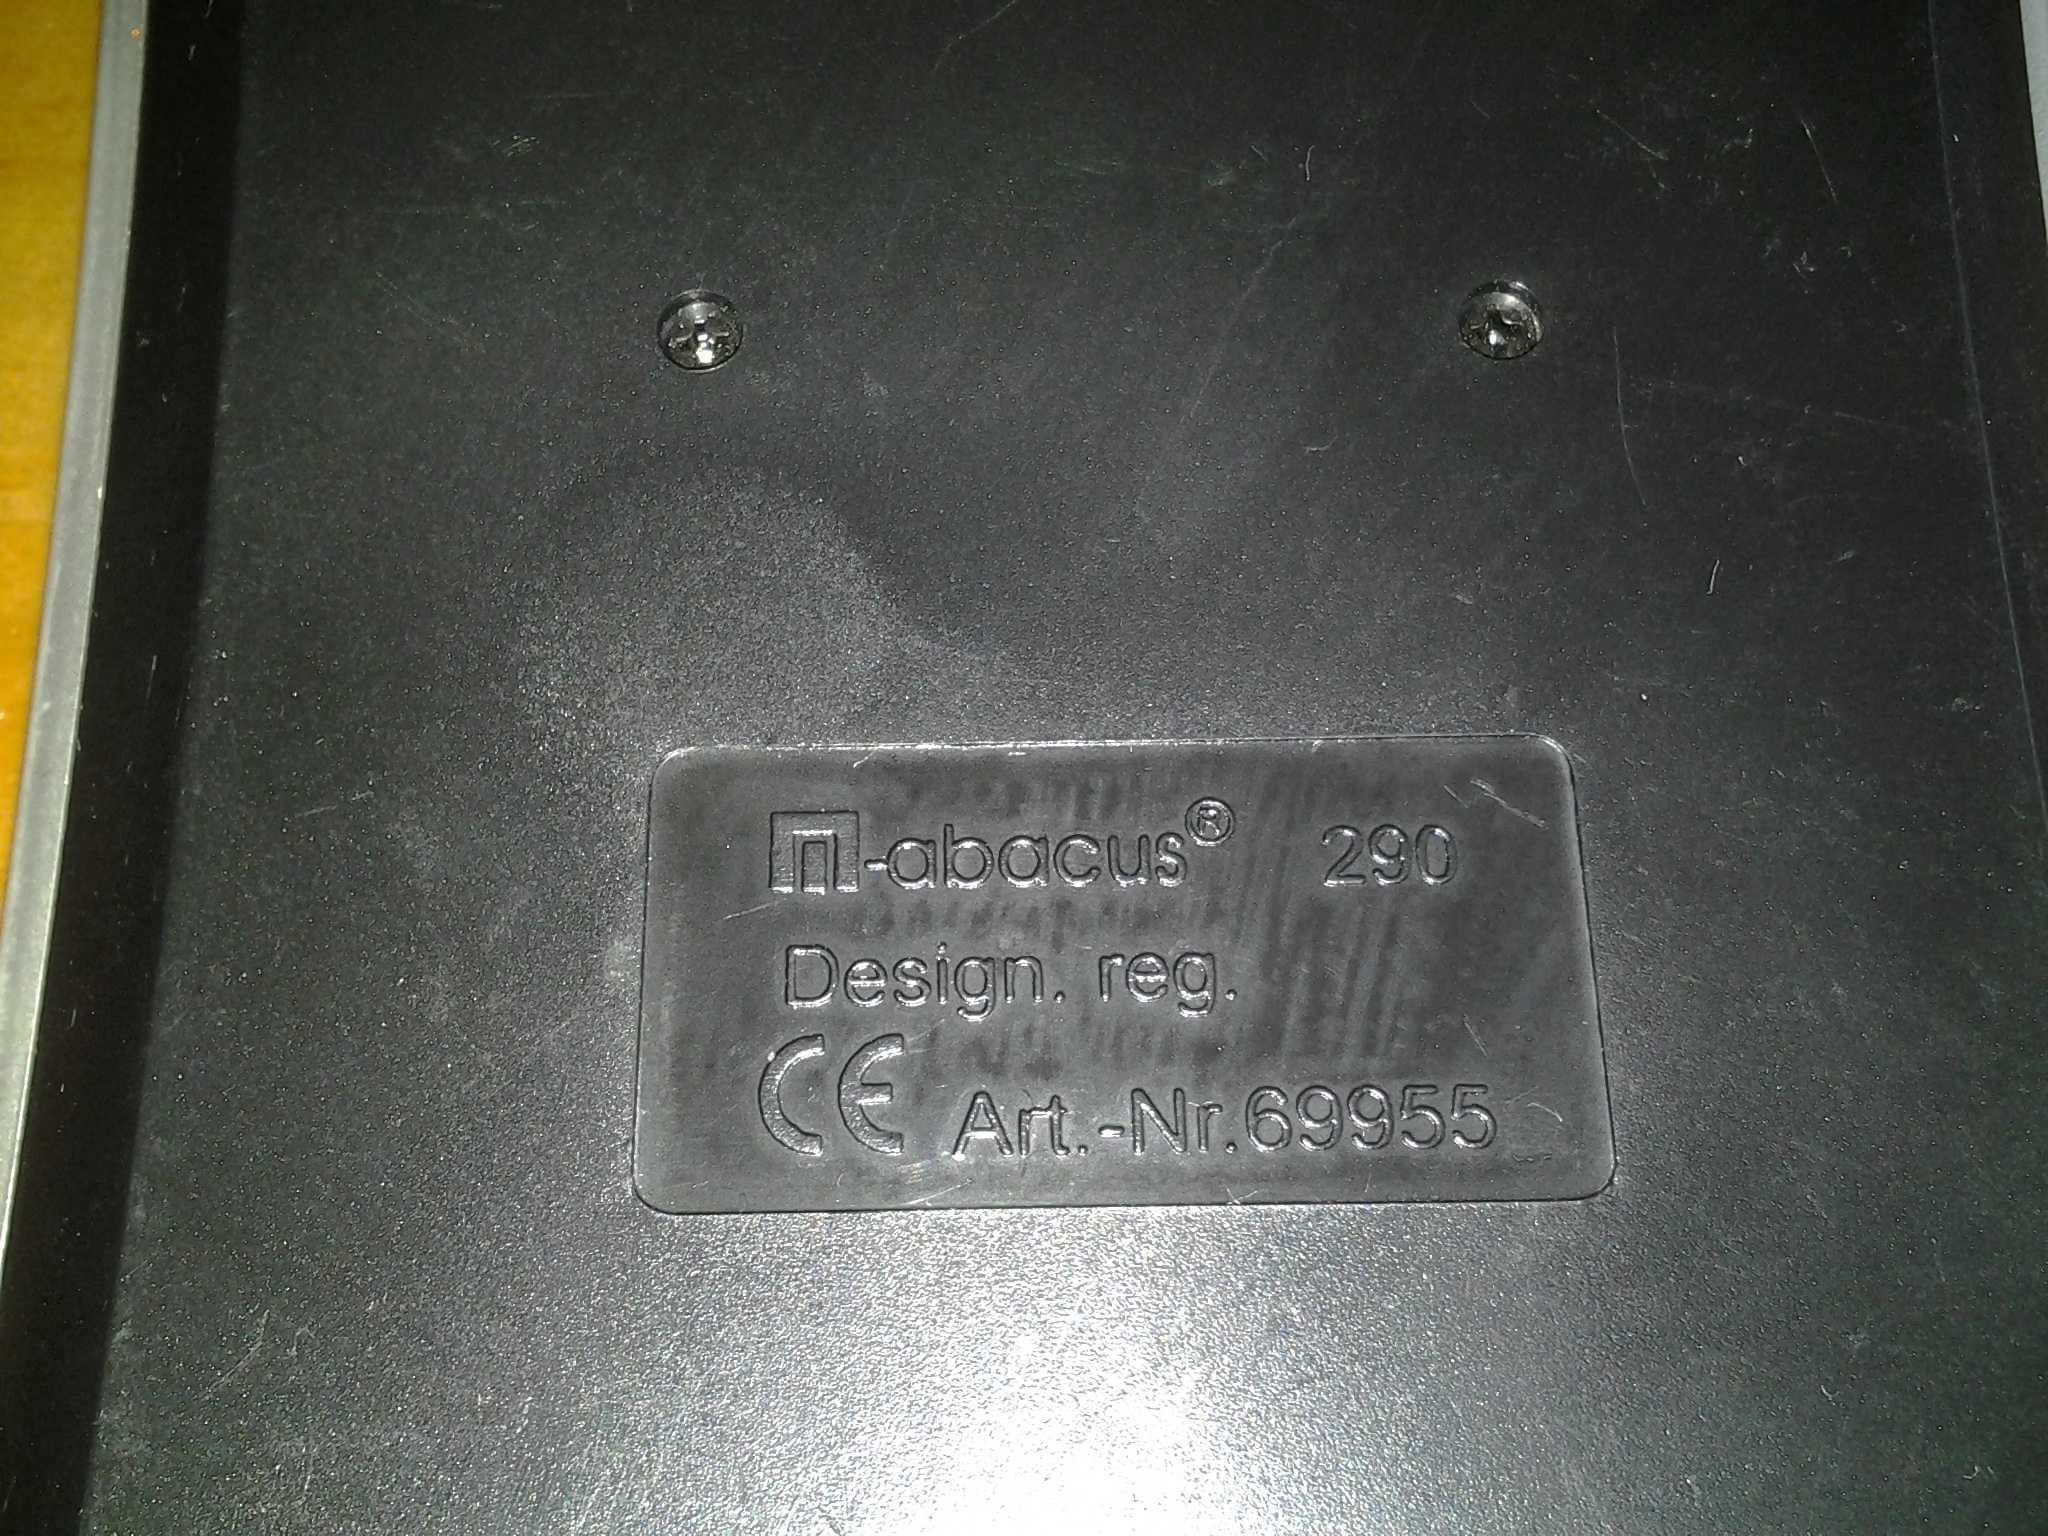 n-abacus® 290
Design. reg.
CE Art.-Nr.69955